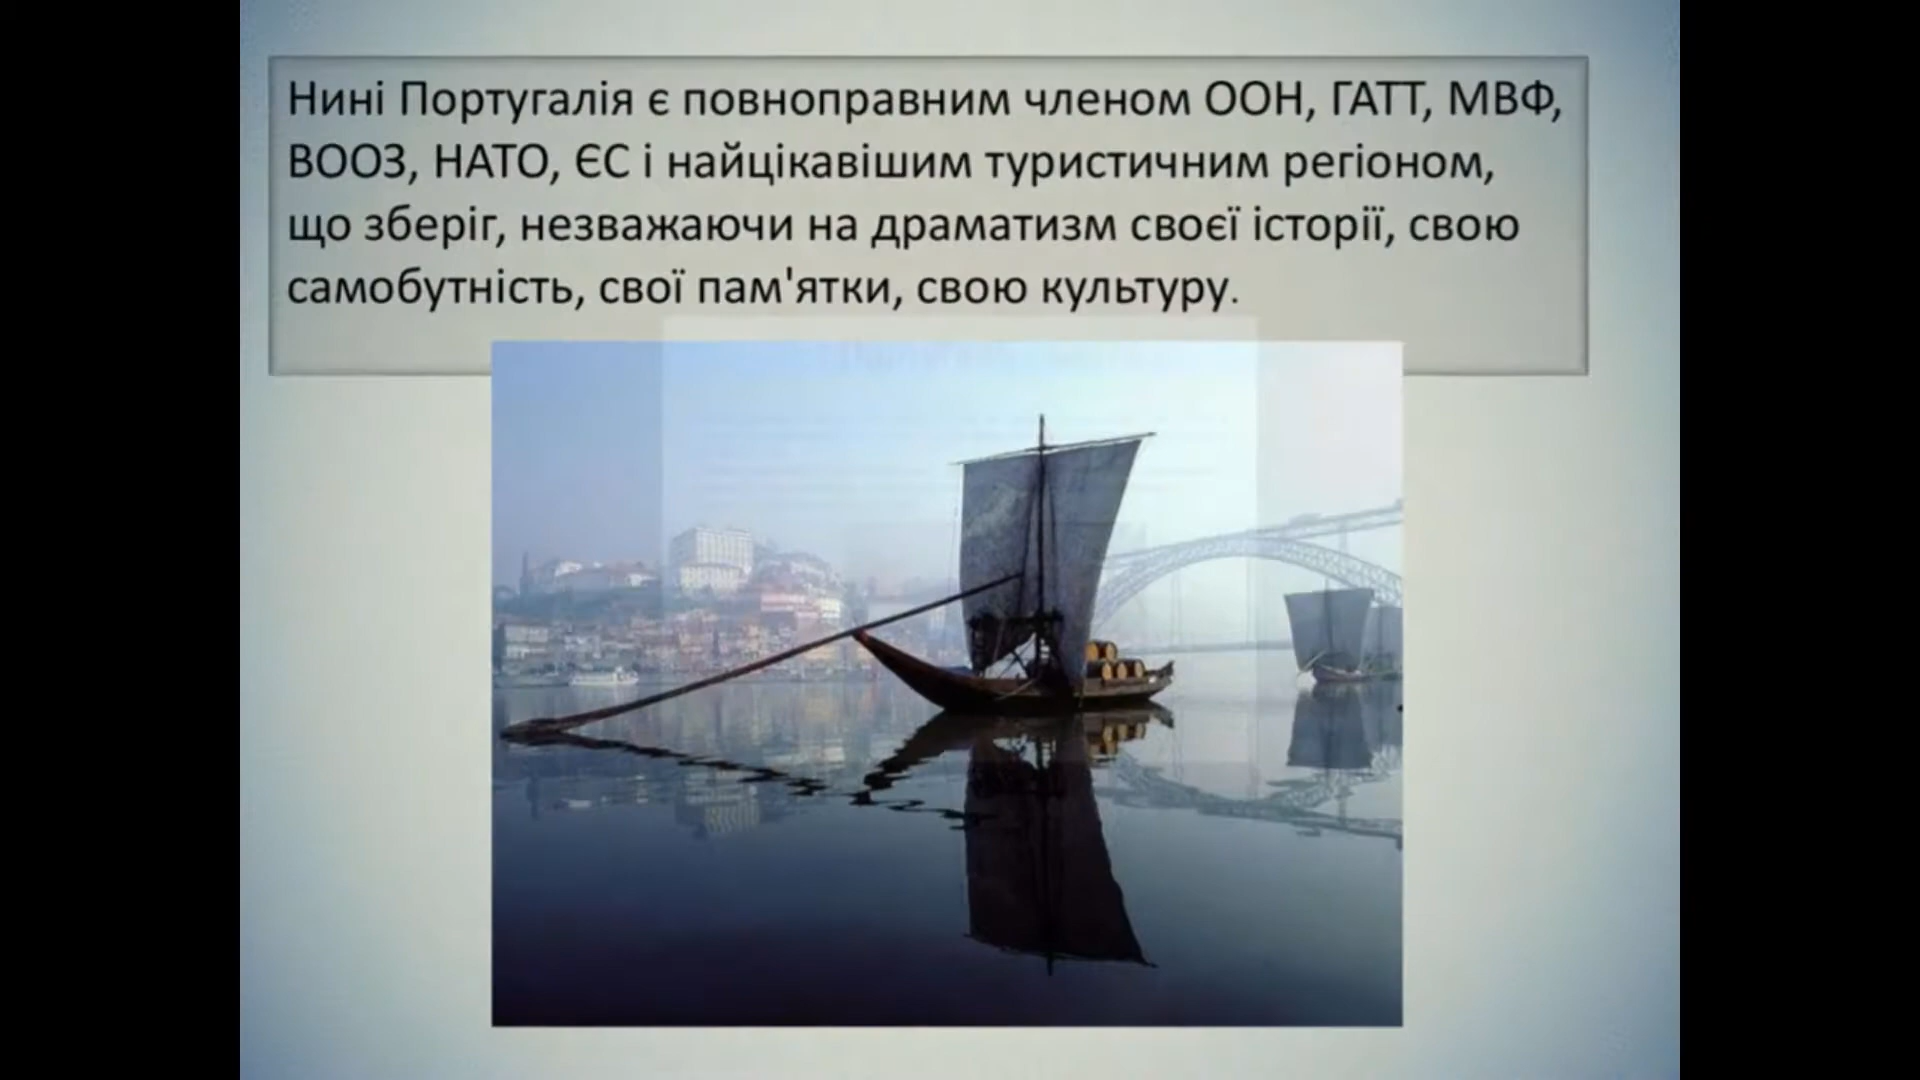 Нині Португалія є повноправним членом ООН, ГАТТ, МВФ,
ВООЗ, НАТО, ЄС і найцікавішим туристичним регіоном,
що зберіг, незважаючи на драматизм своєї історії, свою
самобутність, свої пам'ятки, свою культуру.